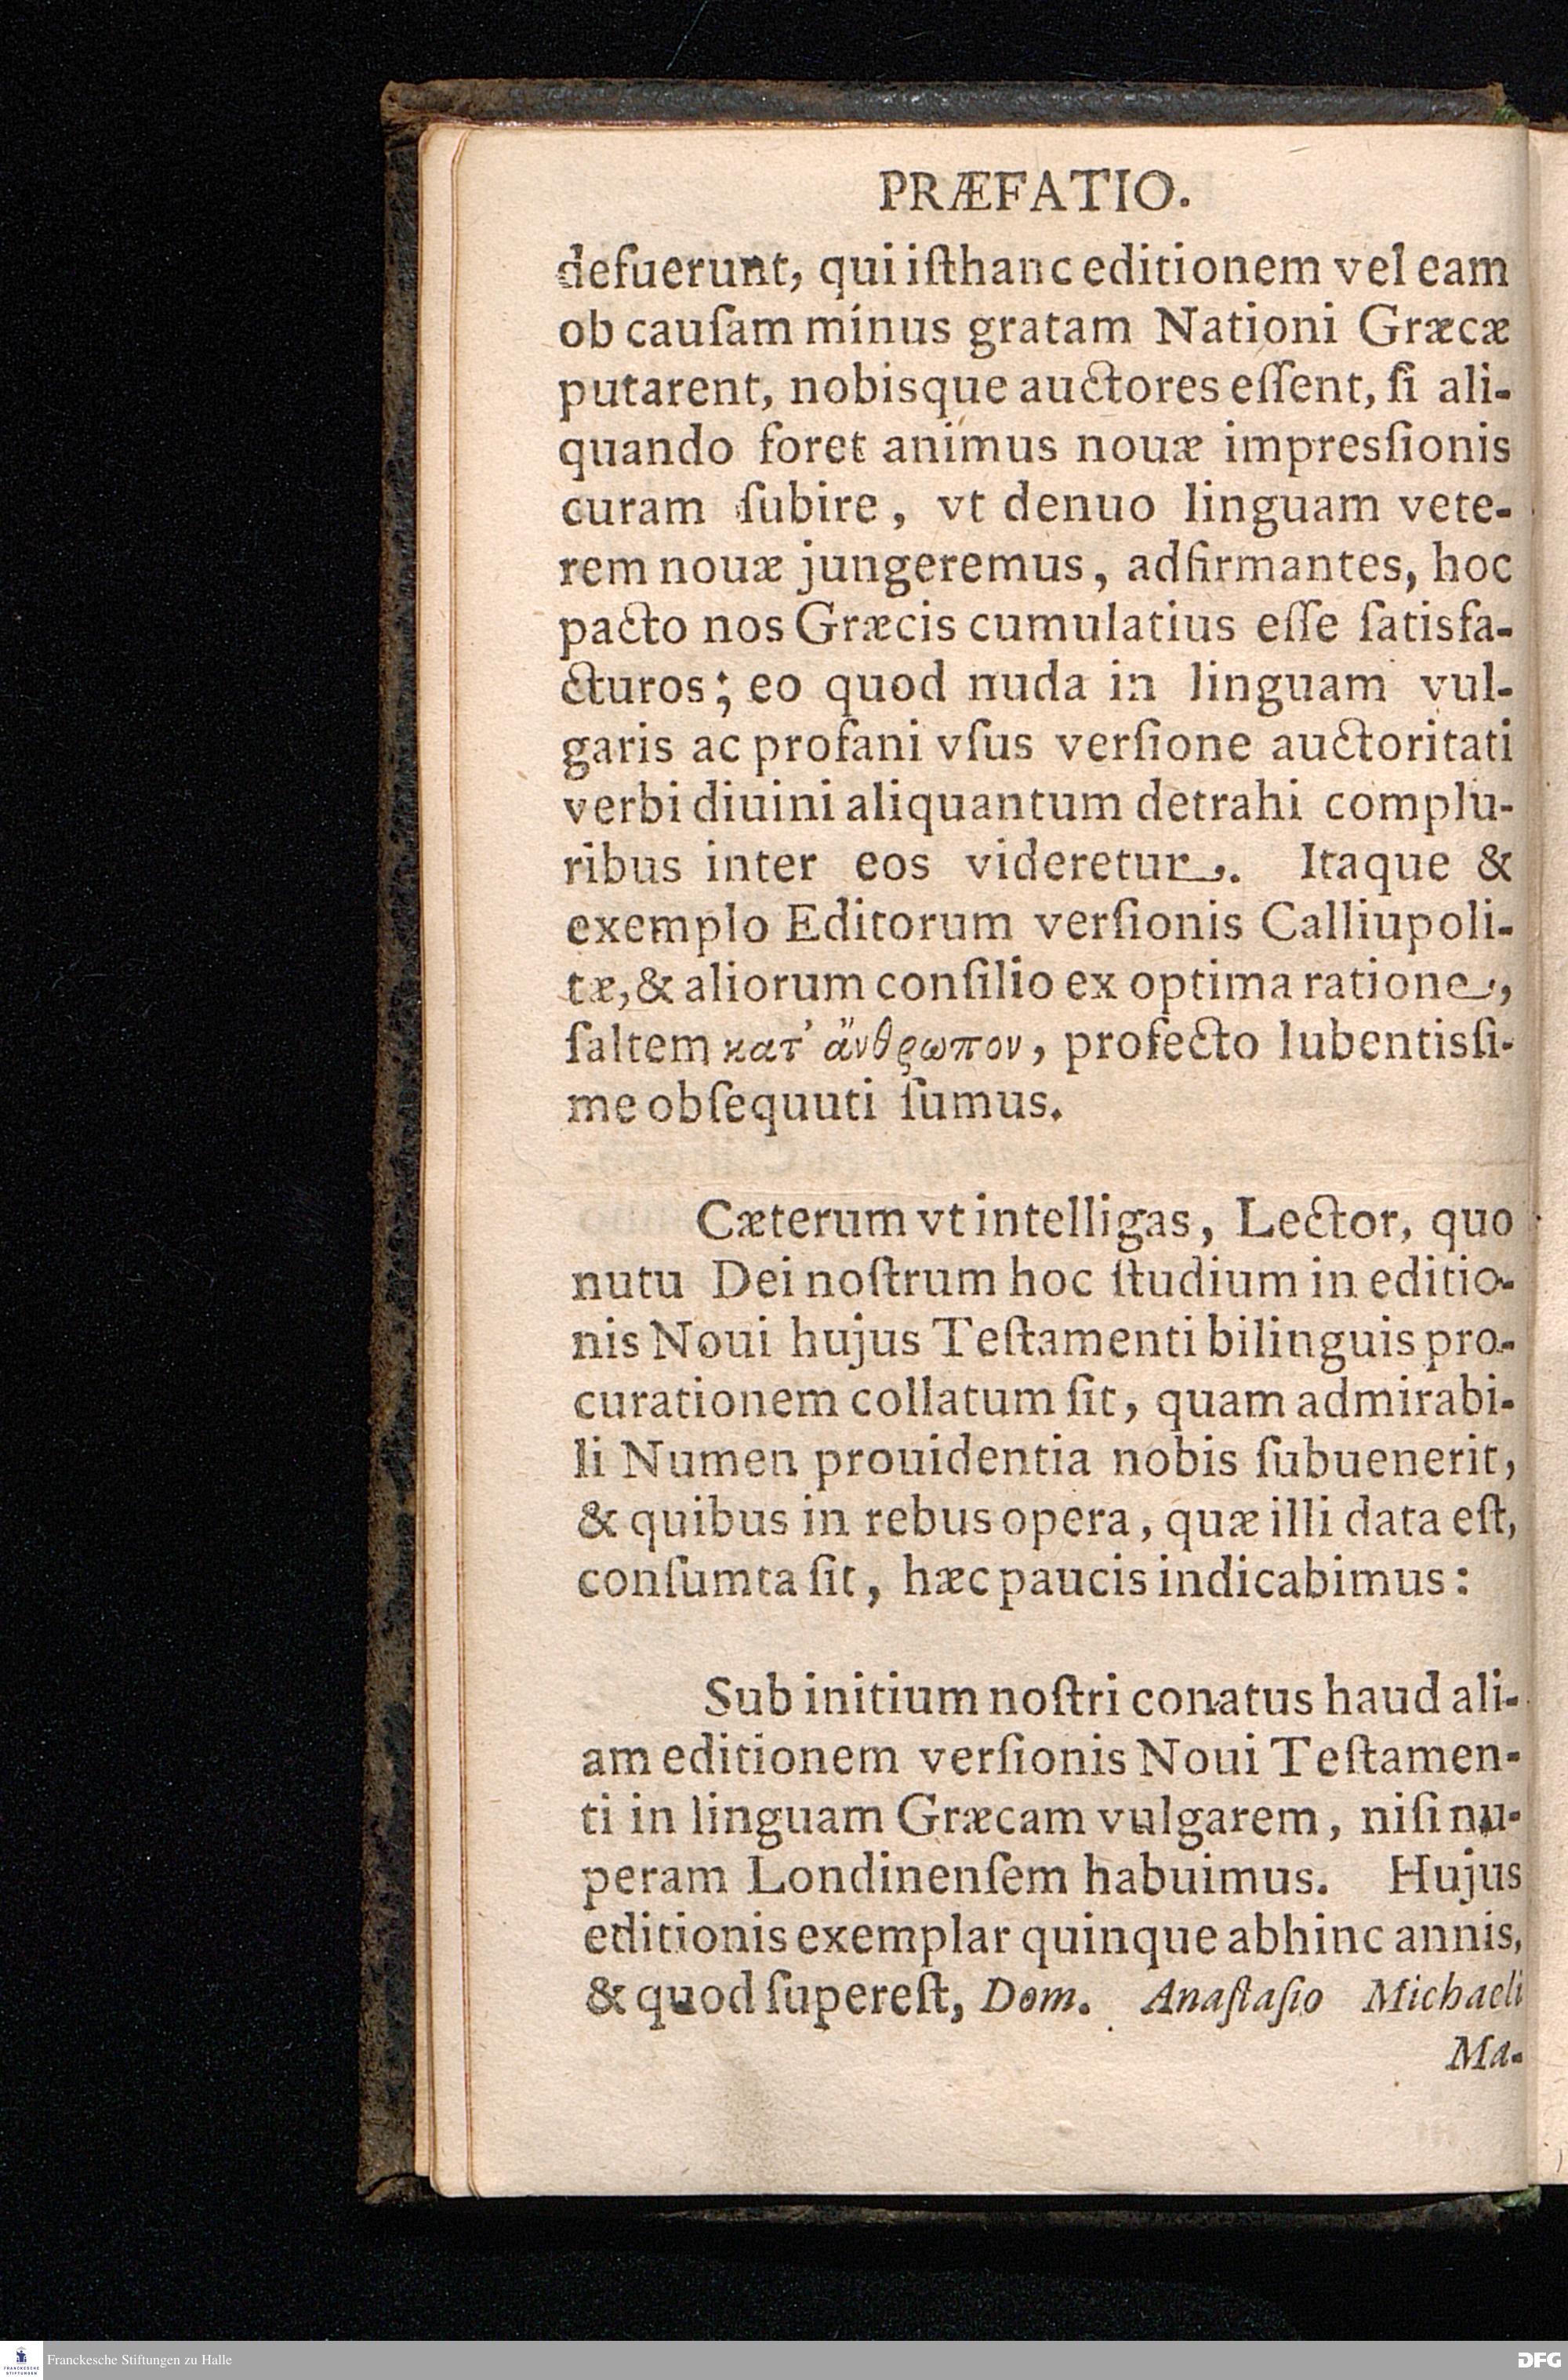 PRÆFATIO.
defuerunt, qui iſthanc editionem vel eam
ob cauſam minus gratam Nationi Græcæ
putarent, nobisque auctores eſſent, ſi ali-
quando foret animus nouæ impresſionis
curam ſubire, vt denuo linguam vete-
rem nouæ jungeremus, adfirmantes, hoc
pacto nos Græcis cumulatius eſſe ſatisfa-
cturos; eo quod nuda in linguam vul-
garis ac profani vſus verſione auctoritati
verbi diuini aliquantum detrahi complu-
ribus inter eos videretur. Itaque &
exemplo Editorum verſionis Calliupoli-
tæ, & aliorum conſilio ex optima ratione,
ſaltem κατ' ἄνθρωπον, profecto lubentisſi-
me obſequuti ſumus.
Cæterum vt intelligas, Lector, quo
nutu Dei noſtrum hoc ſtudium in editio-
nis Noui hujus Teſtamenti bilinguis pro-
curationem collatum ſit, quam admirabi-
li Numen prouidentia nobis ſubuenerit,
& quibus in rebus opera, quæ illi data eſt,
conſumta ſit, hæc paucis indicabimus:
Sub initium noſtri conatus haud ali-
am editionem verſionis Noui Teſtamen-
ti in linguam Græcam vulgarem, niſi nu-
peram Londinenſem habuimus. Hujus
editionis exemplar quinque abhinc annis,
& quod ſupereſt, Dom. Anaſtaſio Michaeli
Ma-
FRANCKESCHE
STIFTUNGEN
Franckesche Stiftungen zu Halle
DFG